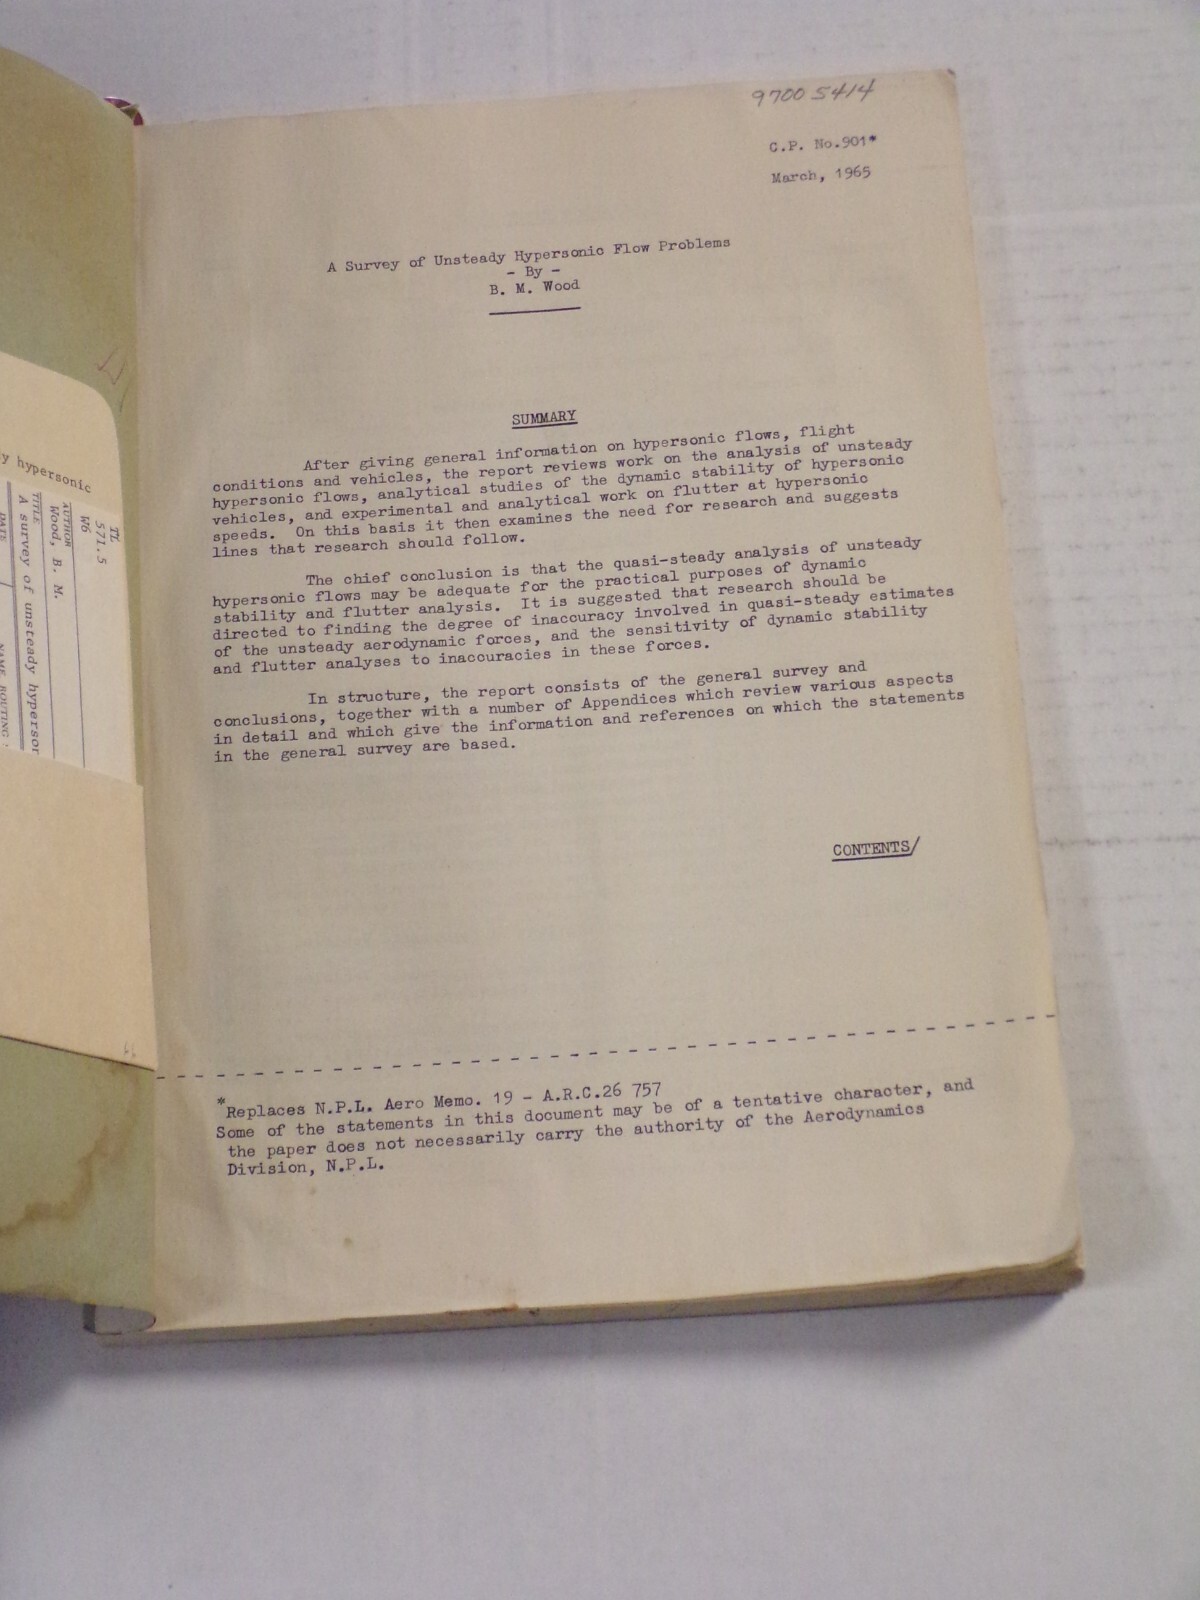 9700 5414
C.P. No.901*
March, 1965
A Survey of Unsteady Hypersonic Flow Problems
- By -
B. M. Wood
SUMMARY
After giving general information on hypersonic flows, flight
conditions and vehicles, the report reviews work on the analysis of unsteady
hypersonic flows, analytical studies of the dynamic stability of hypersonic
vehicles, and experimental and analytical work on flutter at hypersonic
speeds. On this basis it then examines the need for research and suggests
lines that research should follow.
The chief conclusion is that the quasi-steady analysis of unsteady
hypersonic flows may be adequate for the practical purposes of dynamic
stability and flutter analysis. It is suggested that research should be
directed to finding the degree of inaccuracy involved in quasi-steady estimates
of the unsteady aerodynamic forces, and the sensitivity of dynamic stability
and flutter analyses to inaccuracies in these forces.
In structure, the report consists of the general survey and
conclusions, together with a number of Appendices which review various aspects
in detail and which give the information and references on which the statements
in the general survey are based.
CONTENTS/
*Replaces N.P.L. Aero Memo. 19 - A.R.C.26 757
Some of the statements in this document may be of a tentative character, and
the paper does not necessarily carry the authority of the Aerodynamics
Division, N.P.L.
y hypersonic
TL
571.5
W6
AUTHOR
Wood, B. M.
TITLE
A survey of unsteady hyperson
DATE
NAME ROUTING